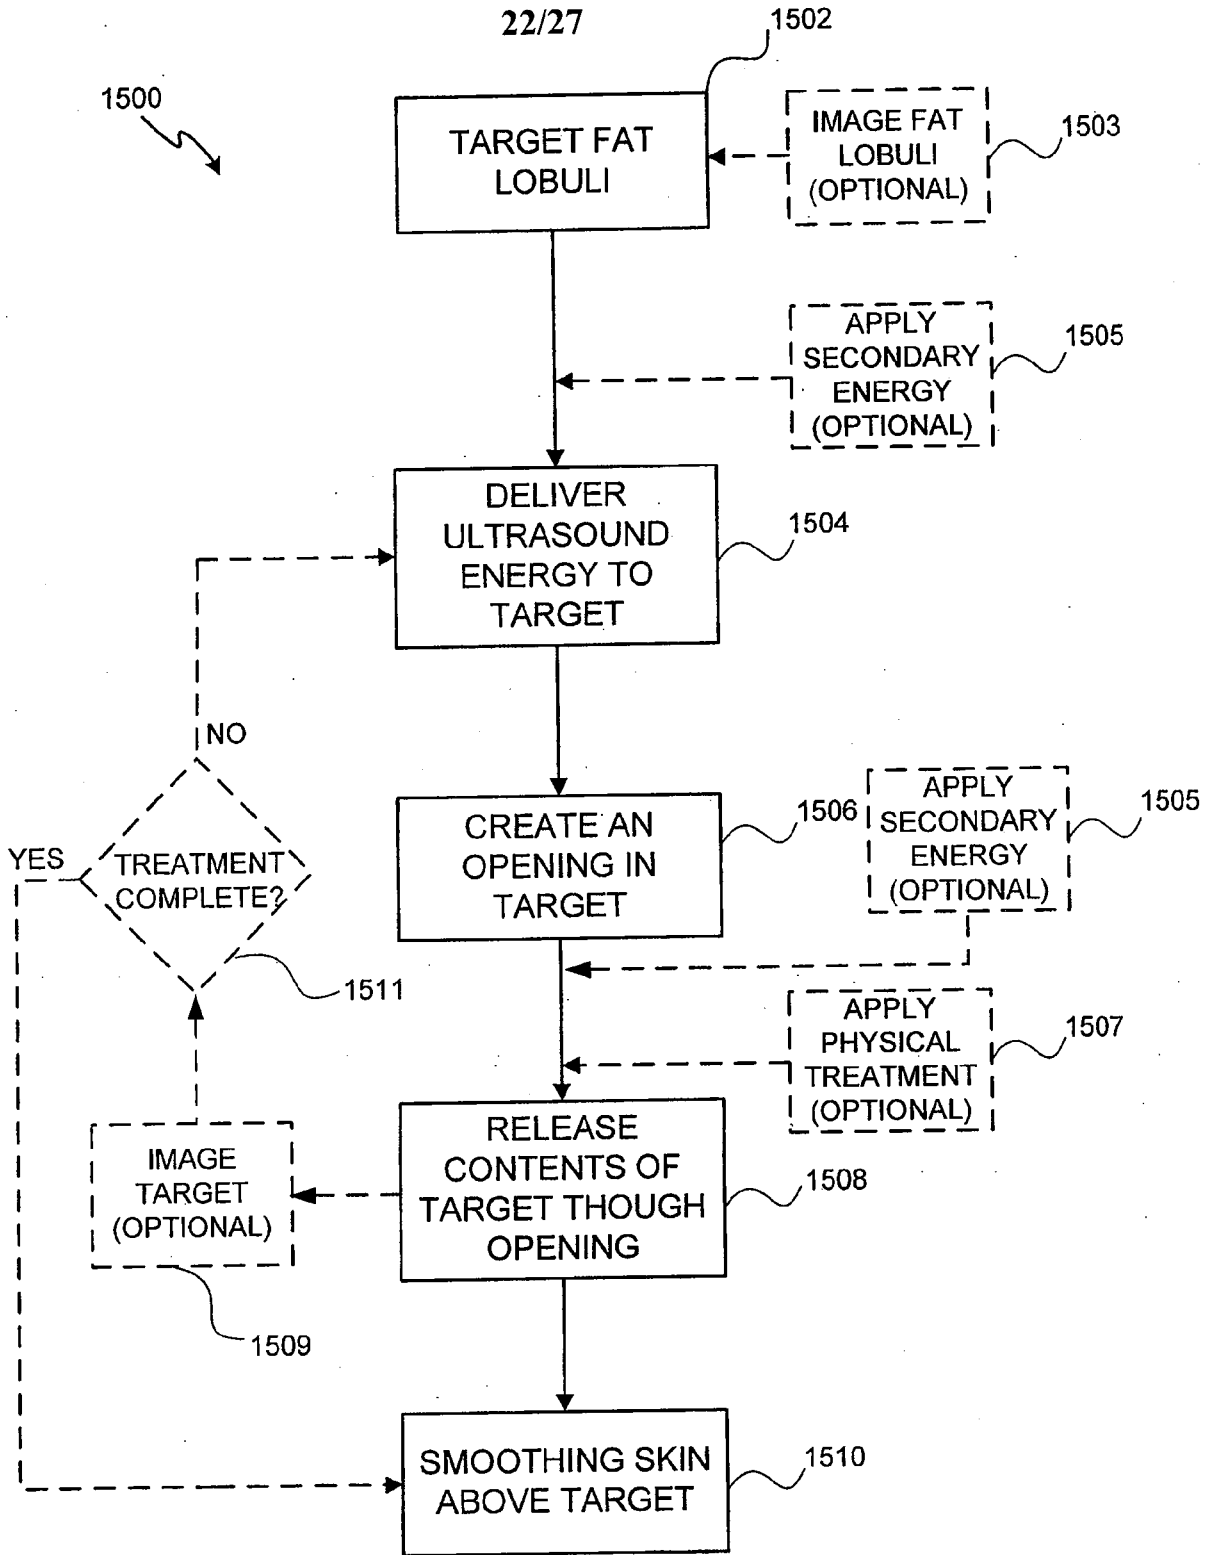 22/27
1502
1500
TARGET FAT
LOBULI
IMAGE FAT
LOBULI
(OPTIONAL)
1503
APPLY
SECONDARY
ENERGY
(OPTIONAL)
1505
DELIVER
ULTRASOUND
ENERGY TO
TARGET
1504
NO
YES
TREATMENT
COMPLETE?
1511
CREATE AN
OPENING IN
TARGET
1506
APPLY
SECONDARY
ENERGY
(OPTIONAL)
1505
APPLY
PHYSICAL
TREATMENT
(OPTIONAL)
1507
IMAGE
TARGET
(OPTIONAL)
1509
RELEASE
CONTENTS OF
TARGET THOUGH
OPENING
1508
SMOOTHING SKIN
ABOVE TARGET
1510